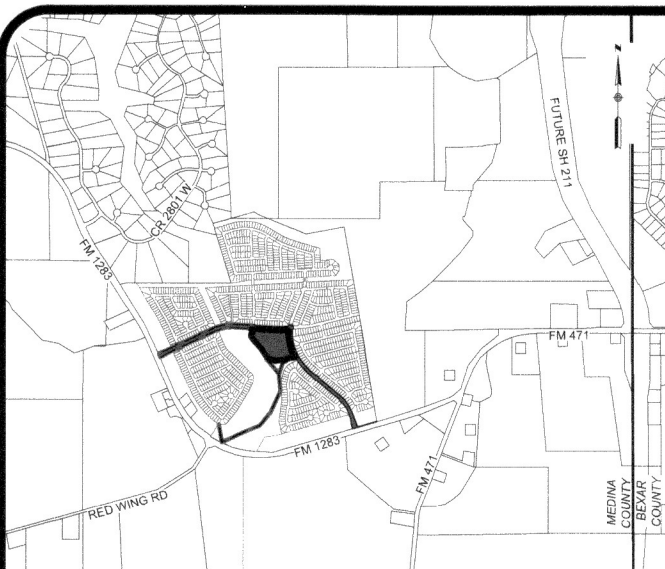 N
FUTURE SH 211
CR 2801 W
FM 1283
FM 471
FM 1283
FM 471
RED WING RD
MEDINA
COUNTY
BEXAR
COUNTY